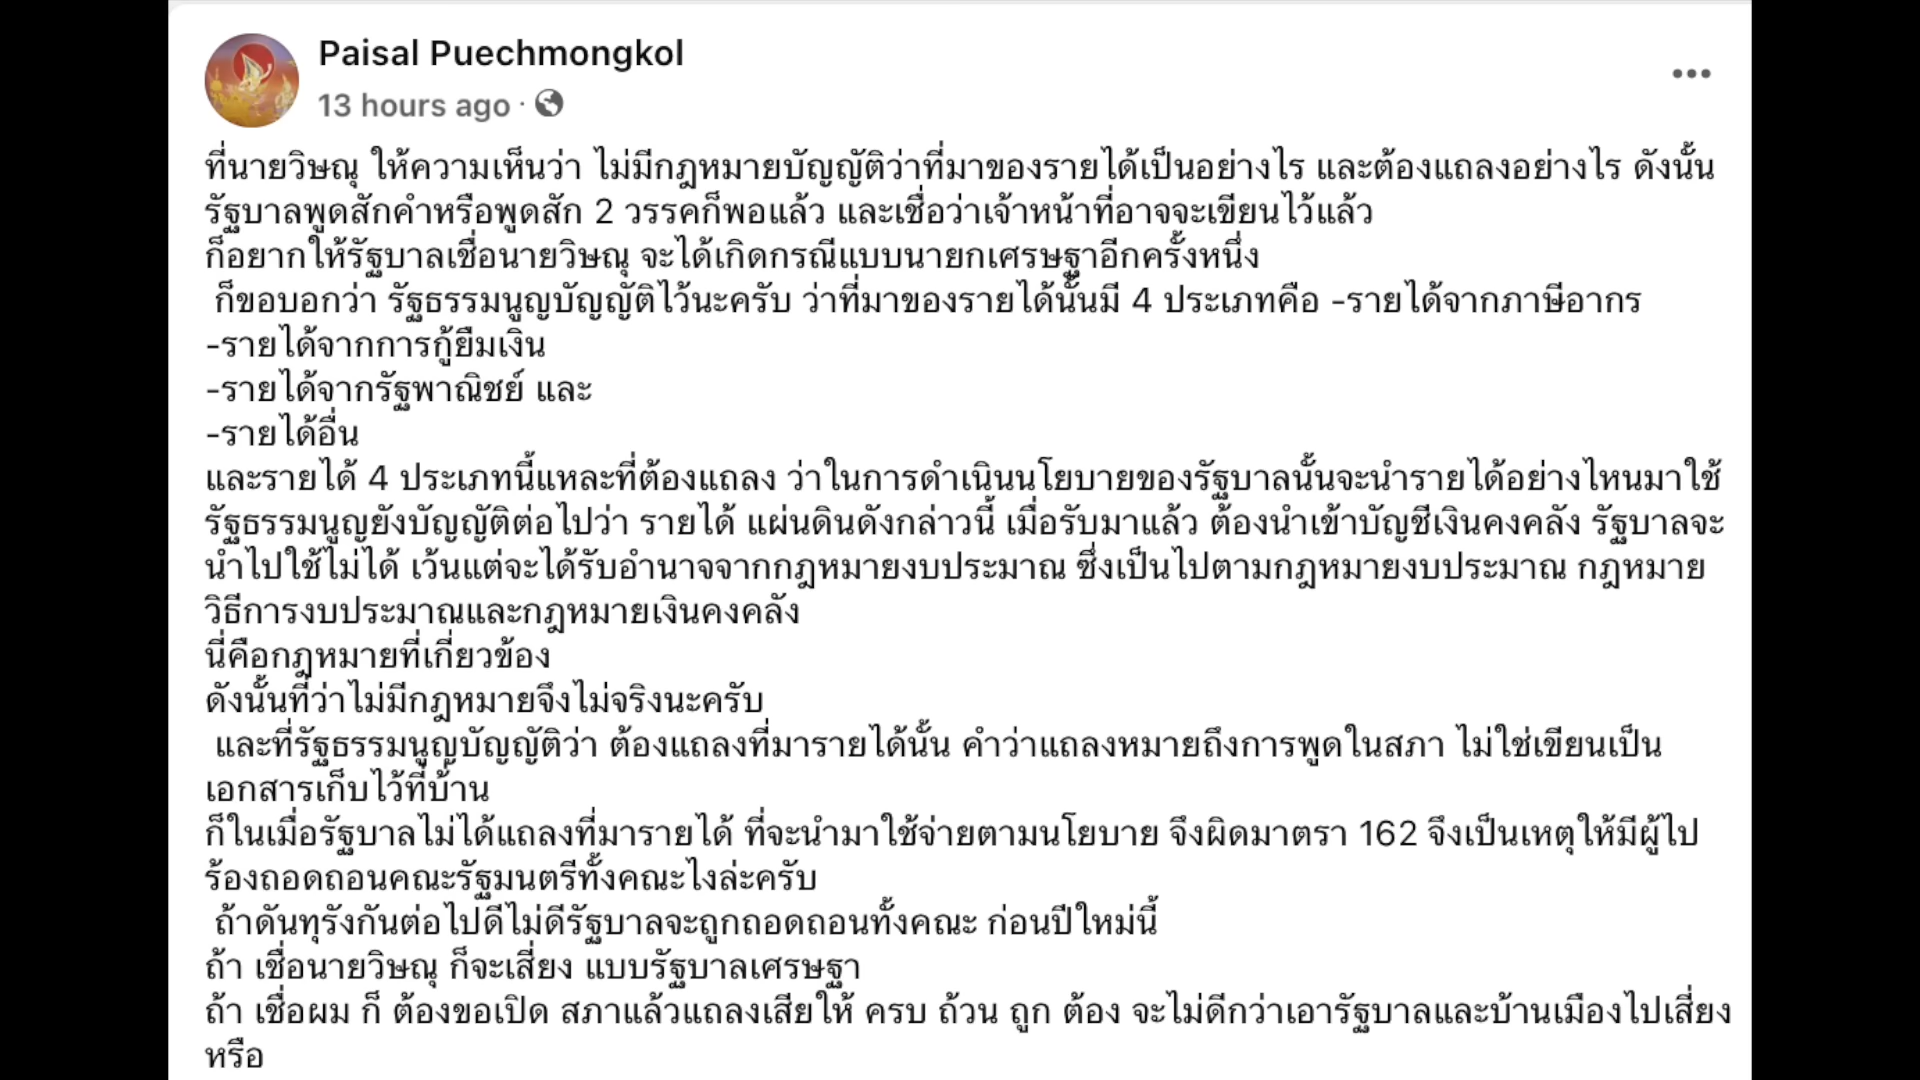 Paisal Puechmongkol
13 hours ago ·
ที่นายวิษณุ ให้ความเห็นว่า ไม่มีกฎหมายบัญญัติว่าที่มาของรายได้เป็นอย่างไร และต้องแถลงอย่างไร ดังนั้น
รัฐบาลพูดสักคำหรือพูดสัก 2 วรรคก็พอแล้ว และเชื่อว่าเจ้าหน้าที่อาจจะเขียนไว้แล้ว
ก็อยากให้รัฐบาลเชื่อนายวิษณุ จะได้เกิดกรณีแบบนายกเศรษฐาอีกครั้งหนึ่ง
ก็ขอบอกว่า รัฐธรรมนูญบัญญัติไว้นะครับ ว่าที่มาของรายได้นั้นมี 4 ประเภทคือ -รายได้จากภาษีอากร
-รายได้จากการกู้ยืมเงิน
-รายได้จากรัฐพาณิชย์ และ
-รายได้อื่น
และรายได้ 4 ประเภทนี้แหละที่ต้องแถลง ว่าในการดำเนินนโยบายของรัฐบาลนั้นจะนำรายได้อย่างไหนมาใช้
รัฐธรรมนูญยังบัญญัติต่อไปว่า รายได้ แผ่นดินดังกล่าวนี้ เมื่อรับมาแล้ว ต้องนำเข้าบัญชีเงินคงคลัง รัฐบาลจะ
นำไปใช้ไม่ได้ เว้นแต่จะได้รับอำนาจจากกฎหมายงบประมาณ ซึ่งเป็นไปตามกฎหมายงบประมาณ กฎหมาย
วิธีการงบประมาณและกฎหมายเงินคงคลัง
นี่คือกฎหมายที่เกี่ยวข้อง
ดังนั้นที่ว่าไม่มีกฎหมายจึงไม่จริงนะครับ
และที่รัฐธรรมนูญบัญญัติว่า ต้องแถลงที่มารายได้นั้น คำว่าแถลงหมายถึงการพูดในสภา ไม่ใช่เขียนเป็น
เอกสารเก็บไว้ที่บ้าน
ก็ในเมื่อรัฐบาลไม่ได้แถลงที่มารายได้ ที่จะนำมาใช้จ่ายตามนโยบาย จึงผิดมาตรา 162 จึงเป็นเหตุให้มีผู้ไป
ร้องถอดถอนคณะรัฐมนตรีทั้งคณะไงล่ะครับ
ถ้าดันทุรังกันต่อไปดีไม่ดีรัฐบาลจะถูกถอดถอนทั้งคณะ ก่อนปีใหม่นี้
ถ้า เชื่อนายวิษณุ ก็จะเสี่ยง แบบรัฐบาลเศรษฐา
ถ้า เชื่อผม ก็ ต้องขอเปิด สภาแล้วแถลงเสียให้ ครบ ถ้วน ถูก ต้อง จะไม่ดีกว่าเอารัฐบาลและบ้านเมืองไปเสี่ยง
หรือ